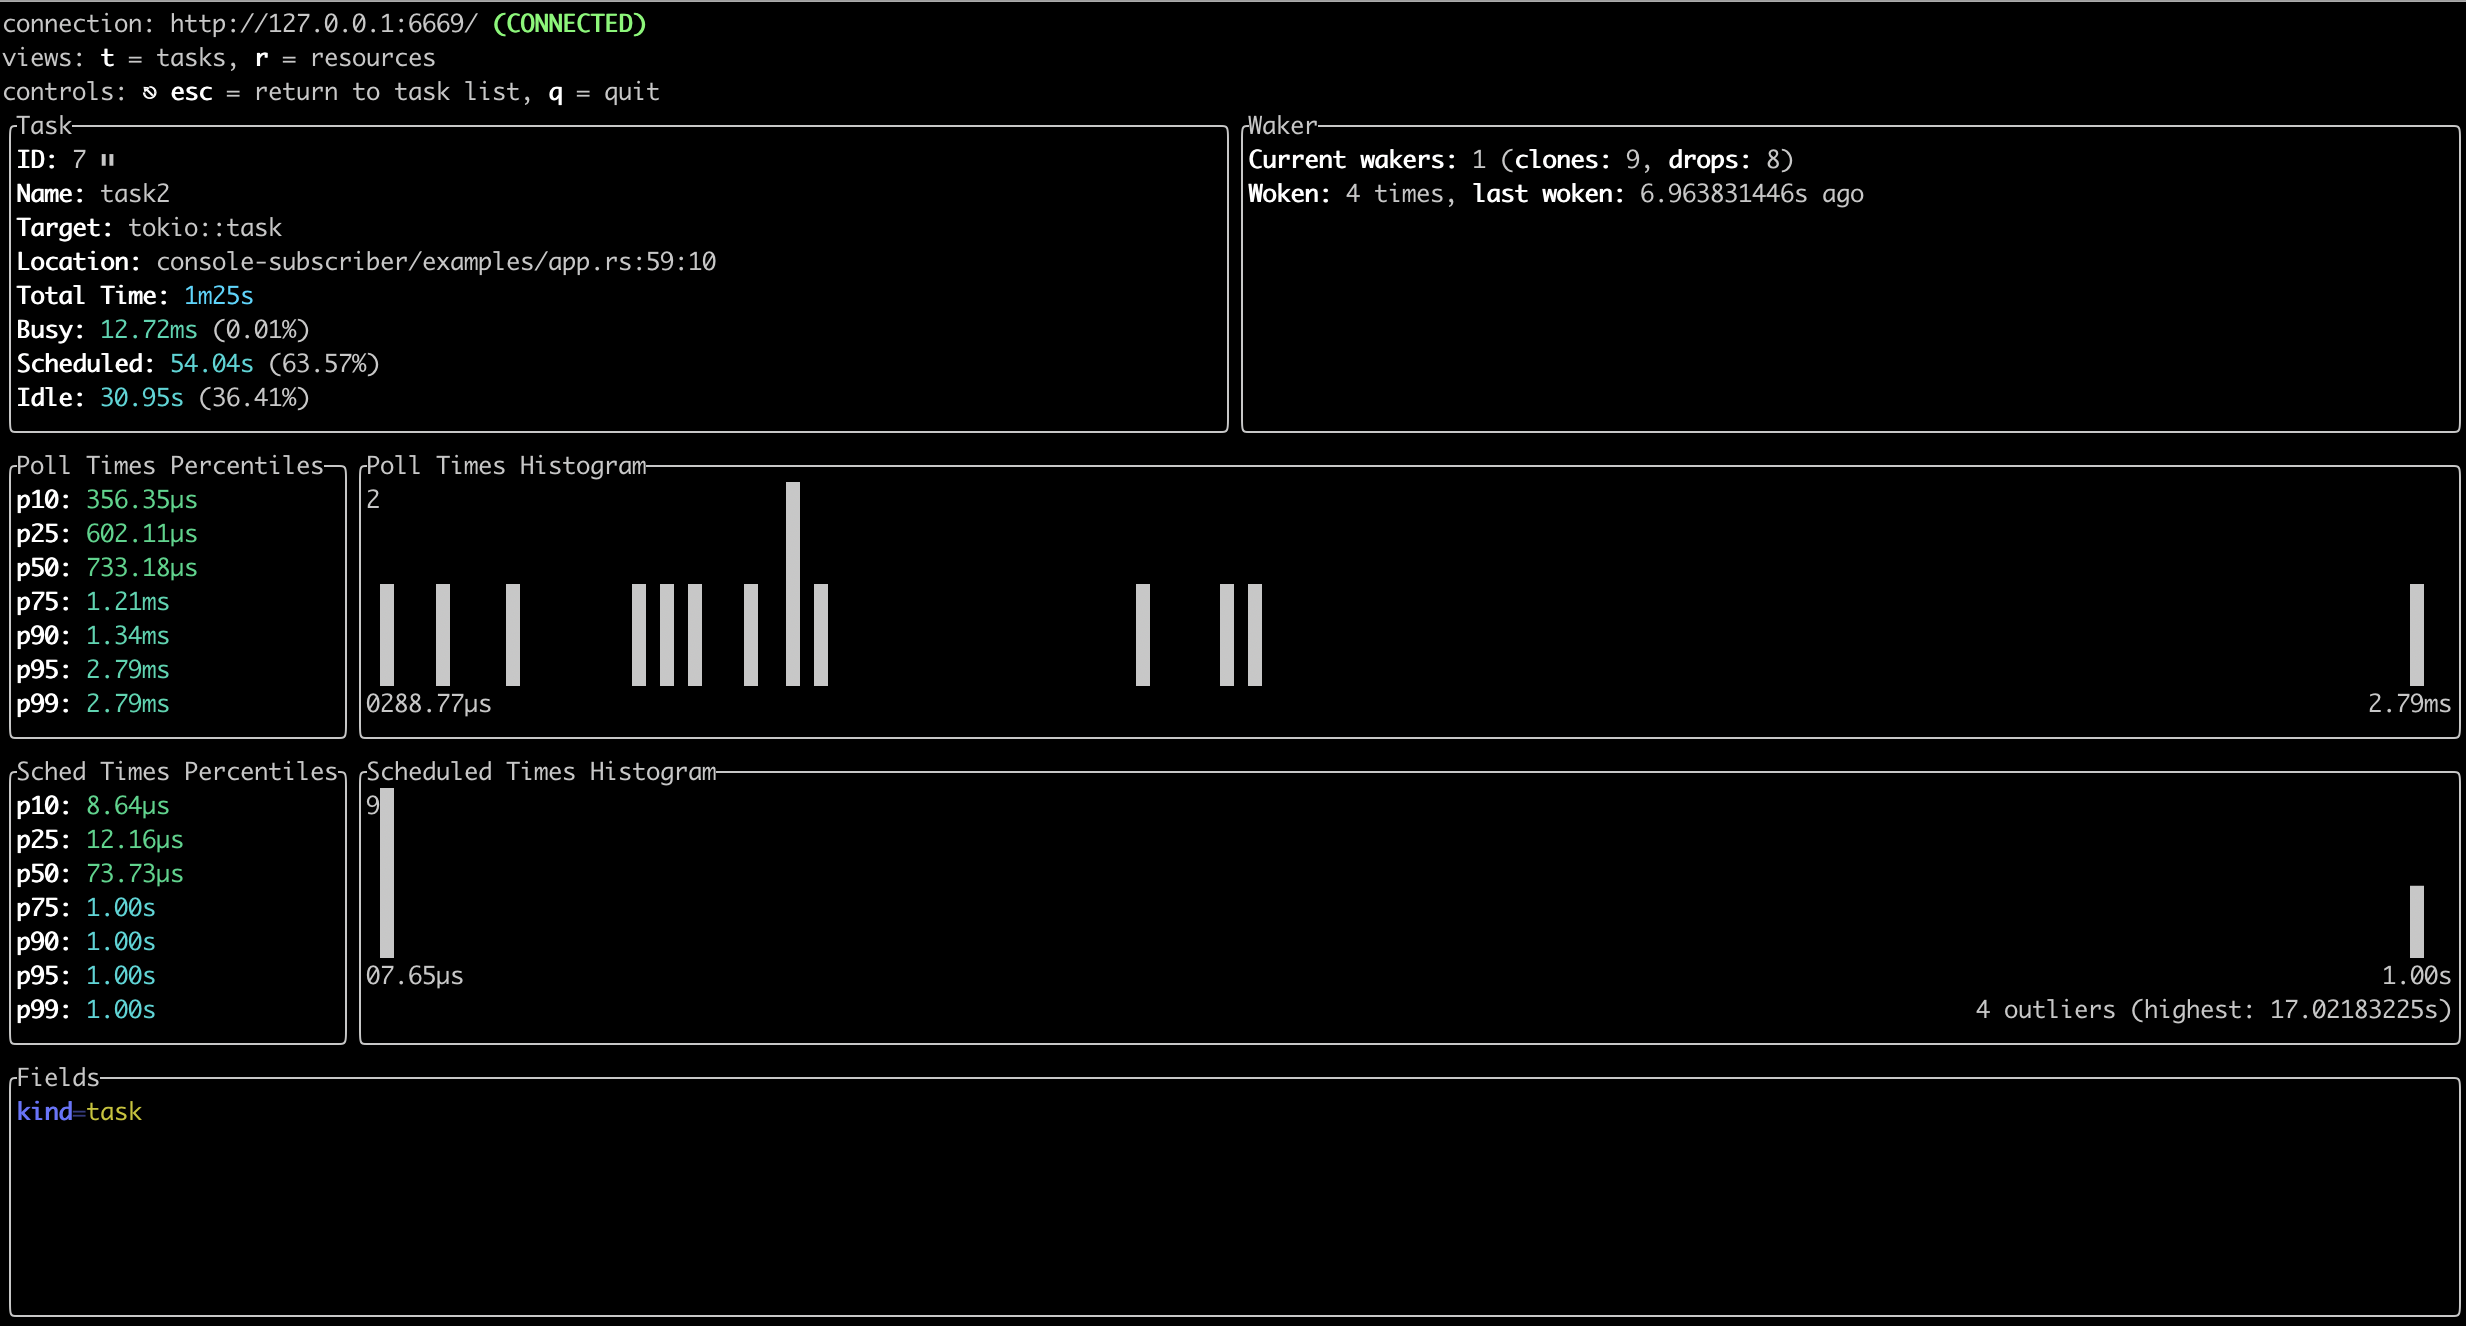 connection: http://127.0.0.1:6669/ (CONNECTED)
views: t = tasks, r = resources
controls: ⎋ esc = return to task list, q = quit
Task
ID: 7 ⏸
Name: task2
Target: tokio::task
Location: console-subscriber/examples/app.rs:59:10
Total Time: 1m25s
Busy: 12.72ms (0.01%)
Scheduled: 54.04s (63.57%)
Idle: 30.95s (36.41%)
Waker
Current wakers: 1 (clones: 9, drops: 8)
Woken: 4 times, last woken: 6.963831446s ago
Poll Times Percentiles
p10: 356.35µs
p25: 602.11µs
p50: 733.18µs
p75: 1.21ms
p90: 1.34ms
p95: 2.79ms
p99: 2.79ms
Poll Times Histogram
2
0288.77µs 2.79ms
Sched Times Percentiles
p10: 8.64µs
p25: 12.16µs
p50: 73.73µs
p75: 1.00s
p90: 1.00s
p95: 1.00s
p99: 1.00s
Scheduled Times Histogram
9
07.65µs 1.00s
4 outliers (highest: 17.02183225s)
Fields
kind=task